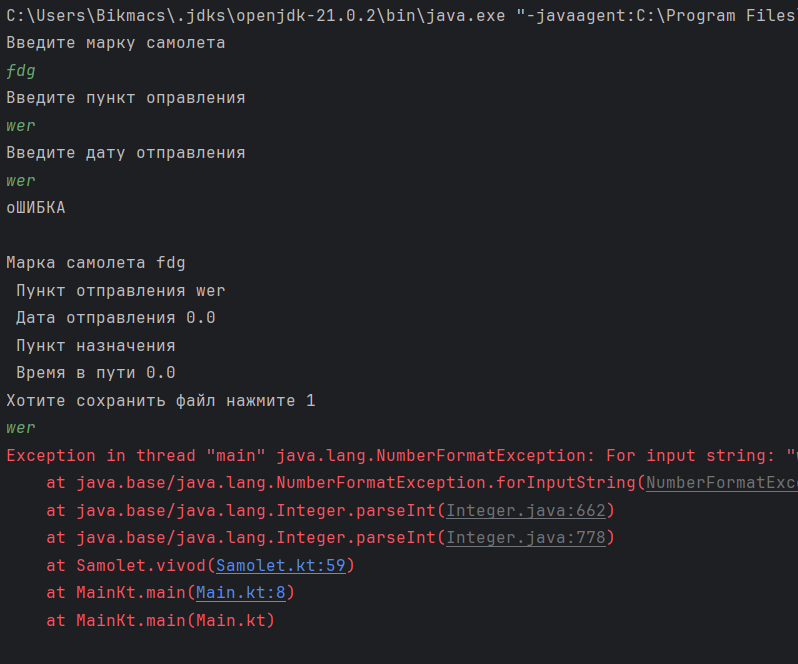 C:\Users\Bikmacs\.jdks\openjdk-21.0.2\bin\java.exe "-javaagent:C:\Program Files
Введите марку самолета
fdg
Введите пункт оправления
wer
Введите дату отправления
wer
оШИБКА
Марка самолета fdg
Пункт отправления wer
Дата отправления 0.0
Пункт назначения
Время в пути 0.0
Хотите сохранить файл нажмите 1
wer
Exception in thread "main" java.lang.NumberFormatException: For input string: "
at java.base/java.lang.NumberFormatException.forInputString(NumberFormatExc
at java.base/java.lang.Integer.parseInt(Integer.java:662)
at java.base/java.lang.Integer.parseInt(Integer.java:778)
at Samolet.vivod(Samolet.kt:59)
at MainKt.main(Main.kt:8)
at MainKt.main(Main.kt)